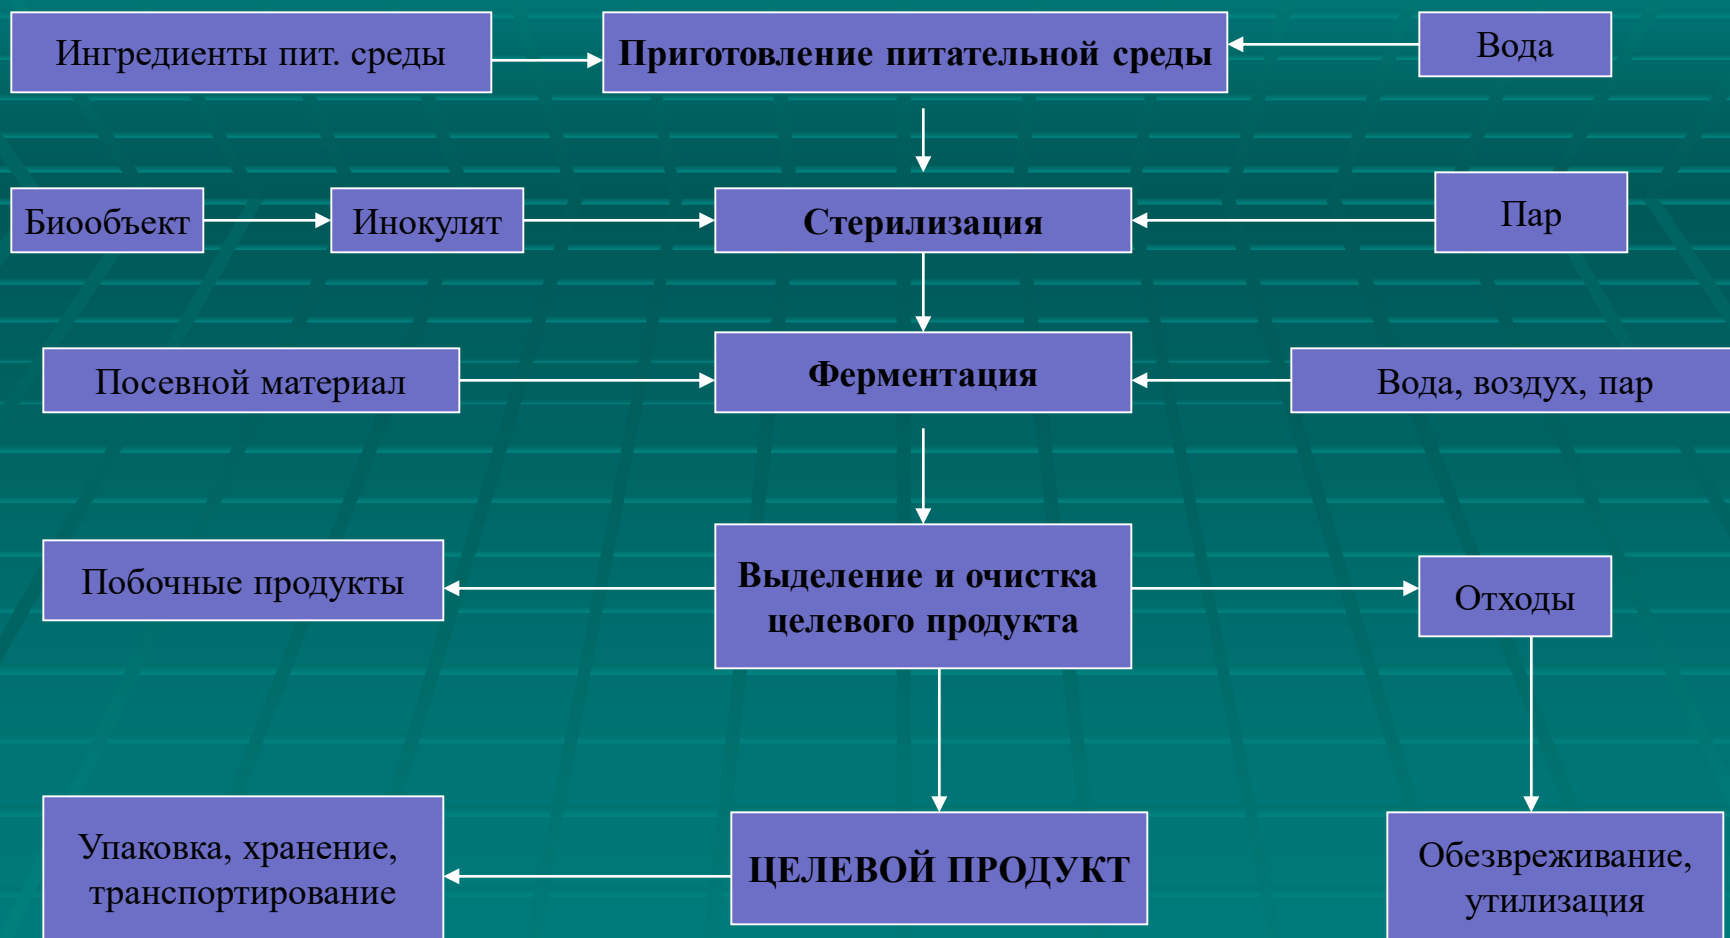 Ингредиенты пит. среды
Приготовление питательной среды
Вода
Биообъект
Инокулят
Стерилизация
Пар
Посевной материал
Ферментация
Вода, воздух, пар
Побочные продукты
Выделение и очистка
целевого продукта
Отходы
Упаковка, хранение,
транспортирование
ЦЕЛЕВОЙ ПРОДУКТ
Обезвреживание,
утилизация